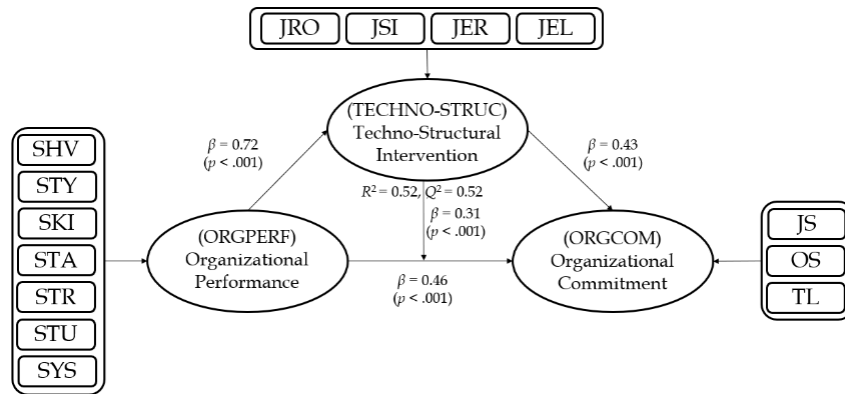 JRO JSI JER JEL
(TECHNO-STRUC)
Techno-Structural
Intervention
β = 0.72
(p < .001)
β = 0.43
(p < .001)
R² = 0.52, Q² = 0.52
β = 0.31
(p < .001)
SHV
STY
SKI
STA
STR
STU
SYS
(ORGPERF)
Organizational
Performance
β = 0.46
(p < .001)
(ORGCOM)
Organizational
Commitment
JS
OS
TL